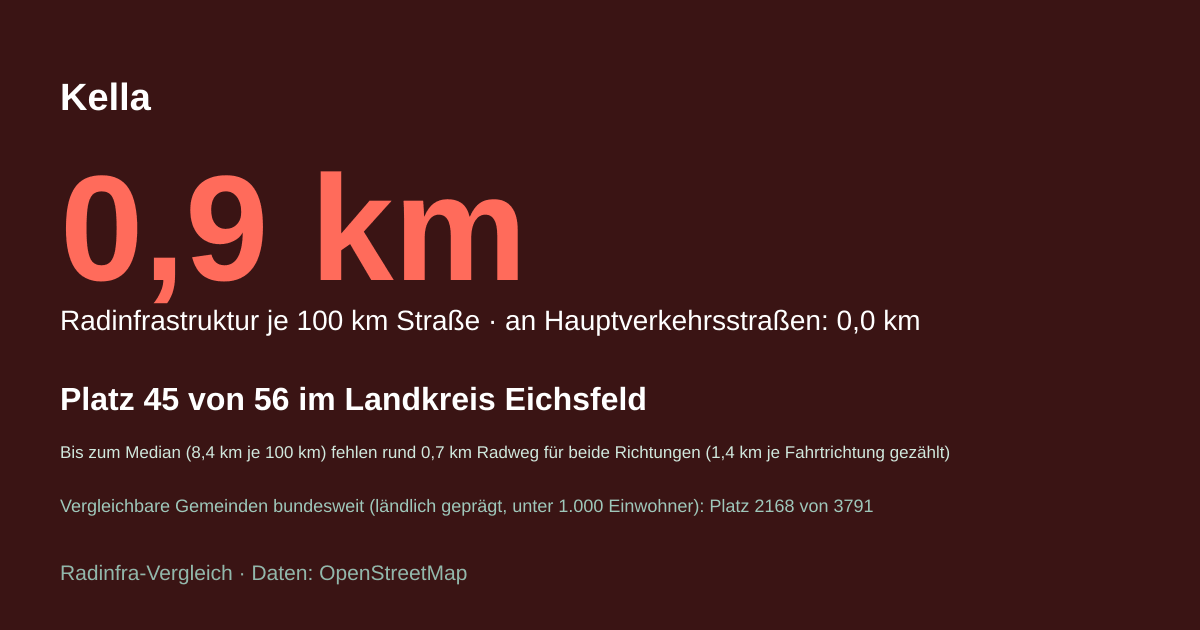 Kella
0,9 km
Radinfrastruktur je 100 km Straße · an Hauptverkehrsstraßen: 0,0 km
Platz 45 von 56 im Landkreis Eichsfeld
Bis zum Median (8,4 km je 100 km) fehlen rund 0,7 km Radweg für beide Richtungen (1,4 km je Fahrtrichtung gezählt)
Vergleichbare Gemeinden bundesweit (ländlich geprägt, unter 1.000 Einwohner): Platz 2168 von 3791
Radinfra-Vergleich · Daten: OpenStreetMap